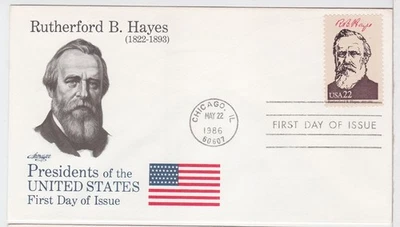 Rutherford B. Hayes
(1822-1893)
R B Hayes
USA 22
CHICAGO, IL
MAY 22
1986
60607
FIRST DAY OF ISSUE
Presidents of the
UNITED STATES
First Day of Issue